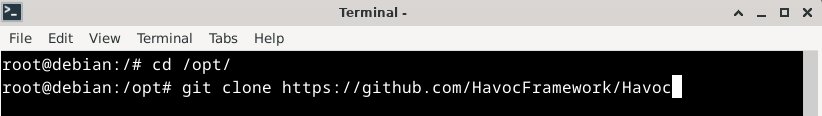 Terminal -
File Edit View Terminal Tabs Help
root@debian:/# cd /opt/
root@debian:/opt# git clone https://github.com/HavocFramework/Havoc